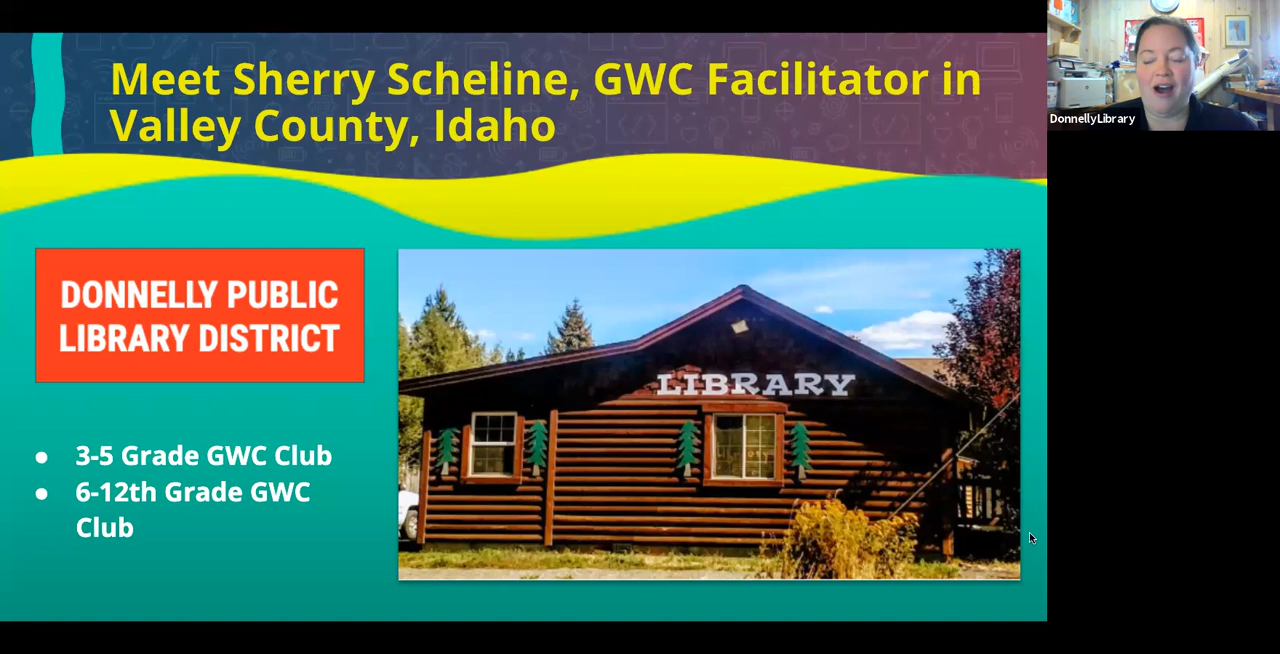 Meet Sherry Scheline, GWC Facilitator in
Valley County, Idaho
DonnellyLibrary
DONNELLY PUBLIC
LIBRARY DISTRICT
LIBRARY
● 3-5 Grade GWC Club
● 6-12th Grade GWC
Club